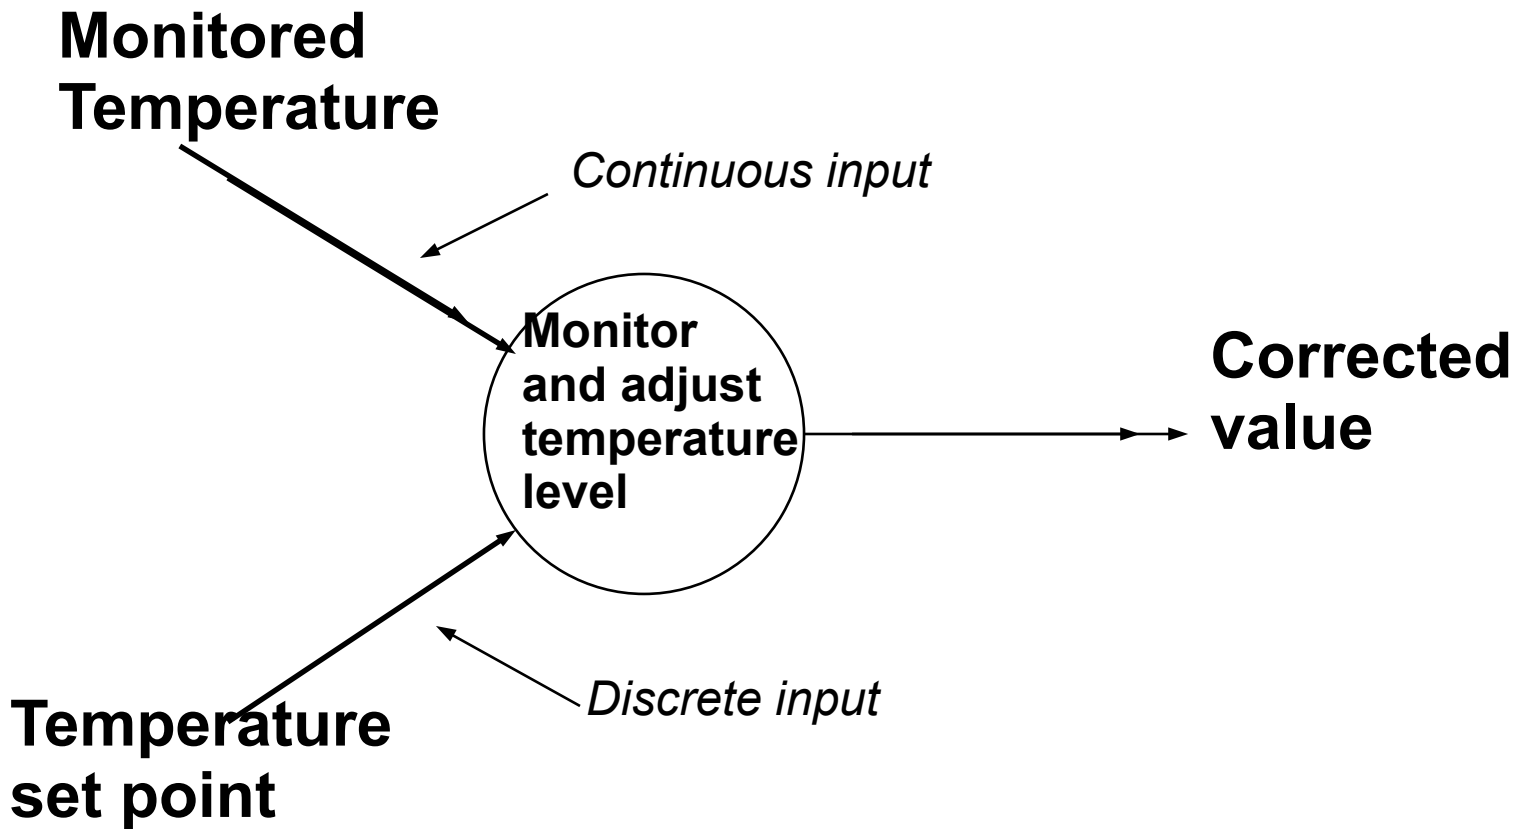 Monitored
Temperature
Continuous input
Monitor
and adjust
temperature
level
Corrected
value
Discrete input
Temperature
set point